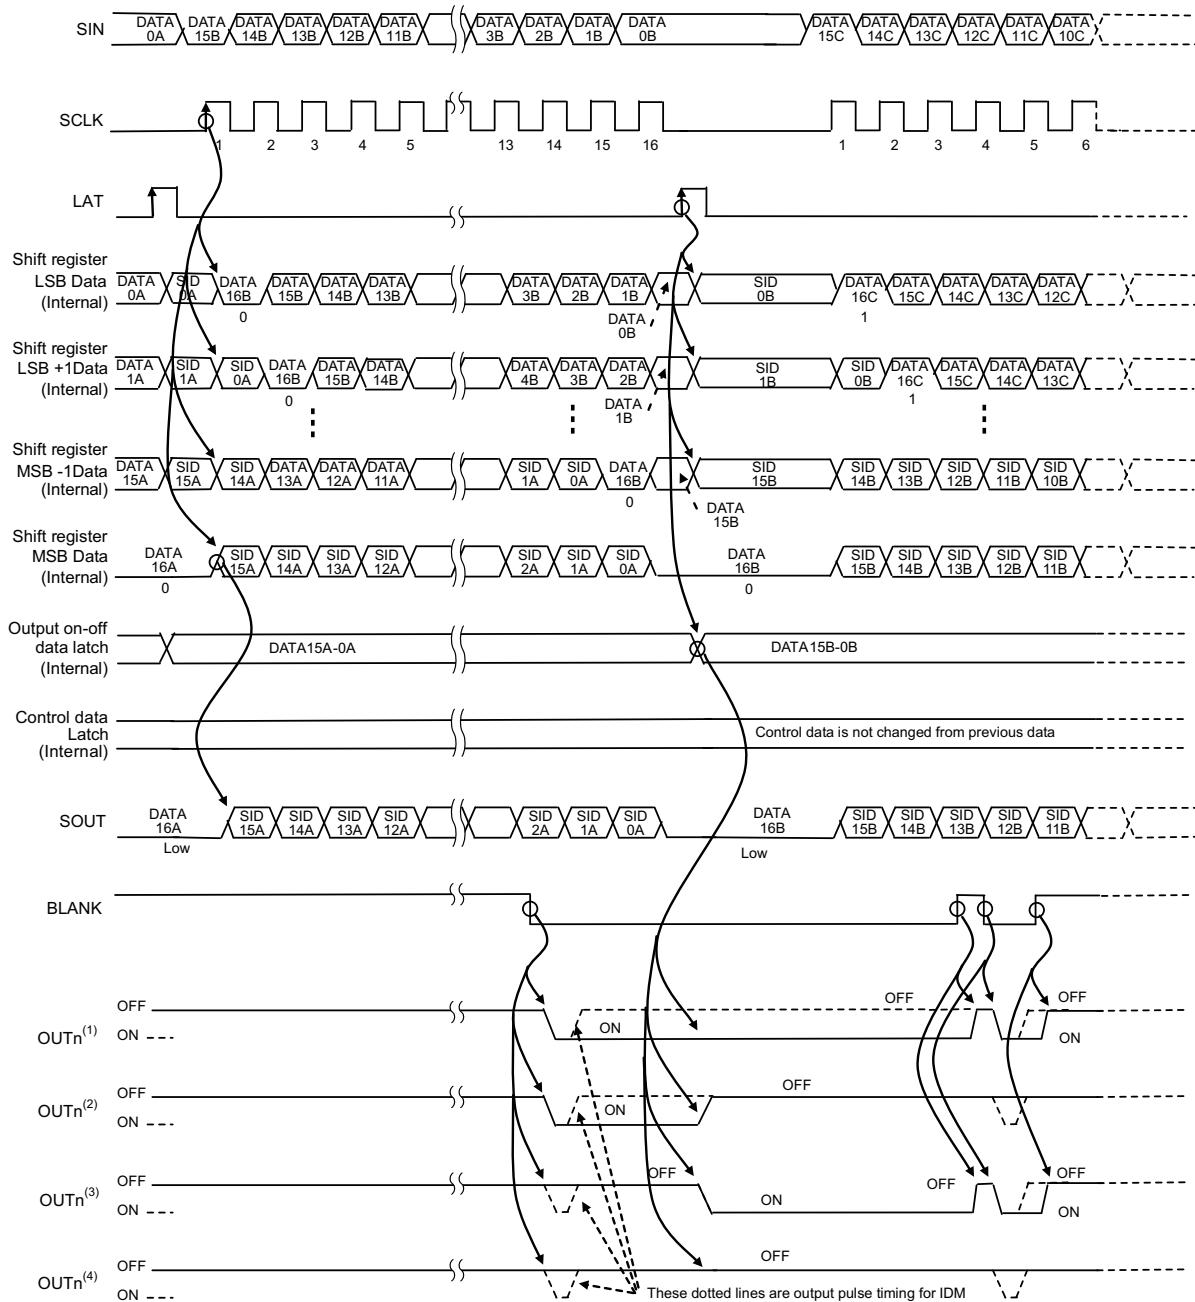 SIN
DATA 0A
DATA 15B
DATA 14B
DATA 13B
DATA 12B
DATA 11B
DATA 3B
DATA 2B
DATA 1B
DATA 0B
DATA 15C
DATA 14C
DATA 13C
DATA 12C
DATA 11C
DATA 10C
SCLK
1 2 3 4 5 13 14 15 16 1 2 3 4 5 6
LAT
Shift register
LSB Data
(Internal)
DATA 0A
SID 0A
DATA 16B
DATA 15B
DATA 14B
DATA 13B
DATA 3B
DATA 2B
DATA 1B
SID 0B
DATA 16C
DATA 15C
DATA 14C
DATA 13C
DATA 12C
0
DATA 0B
1
Shift register
LSB +1Data
(Internal)
DATA 1A
SID 1A
SID 0A
DATA 16B
DATA 15B
DATA 14B
DATA 4B
DATA 3B
DATA 2B
SID 1B
SID 0B
DATA 16C
DATA 15C
DATA 14C
DATA 13C
0
DATA 1B
1
Shift register
MSB -1Data
(Internal)
DATA 15A
SID 15A
SID 14A
DATA 13A
DATA 12A
DATA 11A
SID 1A
SID 0A
DATA 16B
SID 15B
SID 14B
SID 13B
SID 12B
SID 11B
SID 10B
0
DATA 15B
Shift register
MSB Data
(Internal)
DATA 16A
SID 15A
SID 14A
SID 13A
SID 12A
SID 2A
SID 1A
SID 0A
DATA 16B
SID 15B
SID 14B
SID 13B
SID 12B
SID 11B
0
0
Output on-off
data latch
(Internal)
DATA15A-0A
DATA15B-0B
Control data
Latch
(Internal)
Control data is not changed from previous data
SOUT
DATA 16A
SID 15A
SID 14A
SID 13A
SID 12A
SID 2A
SID 1A
SID 0A
DATA 16B
SID 15B
SID 14B
SID 13B
SID 12B
SID 11B
Low
Low
BLANK
OUTn(1)
OFF
ON
ON
OFF
OFF
ON
OUTn(2)
OFF
ON
ON
OFF
OUTn(3)
OFF
ON
OFF
ON
OFF
OFF
ON
OUTn(4)
OFF
ON
OFF
These dotted lines are output pulse timing for IDM